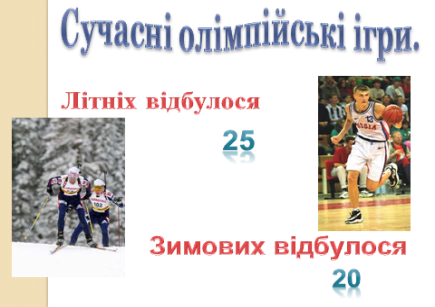 Сучасні олімпійські ігри.
Літніх відбулося
25
Зимових відбулося
20